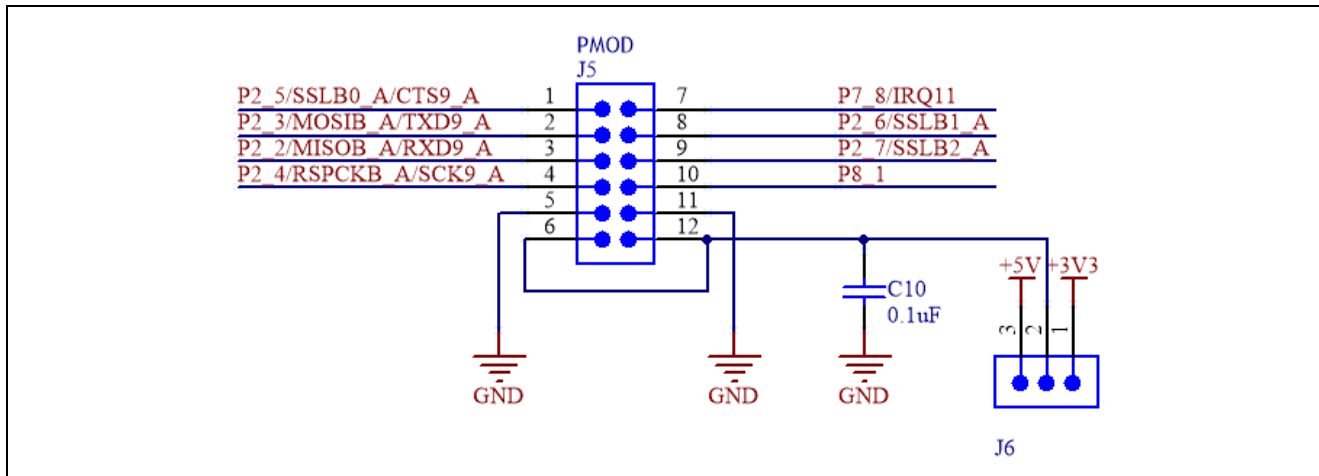 PMOD
J5
P2_5/SSLB0_A/CTS9_A 1 7 P7_8/IRQ11
P2_3/MOSIB_A/TXD9_A 2 8 P2_6/SSLB1_A
P2_2/MISOB_A/RXD9_A 3 9 P2_7/SSLB2_A
P2_4/RSPCKB_A/SCK9_A 4 10 P8_1
5 11
6 12
+5V +3V3
C10
0.1uF
3 2 1
GND GND GND
J6